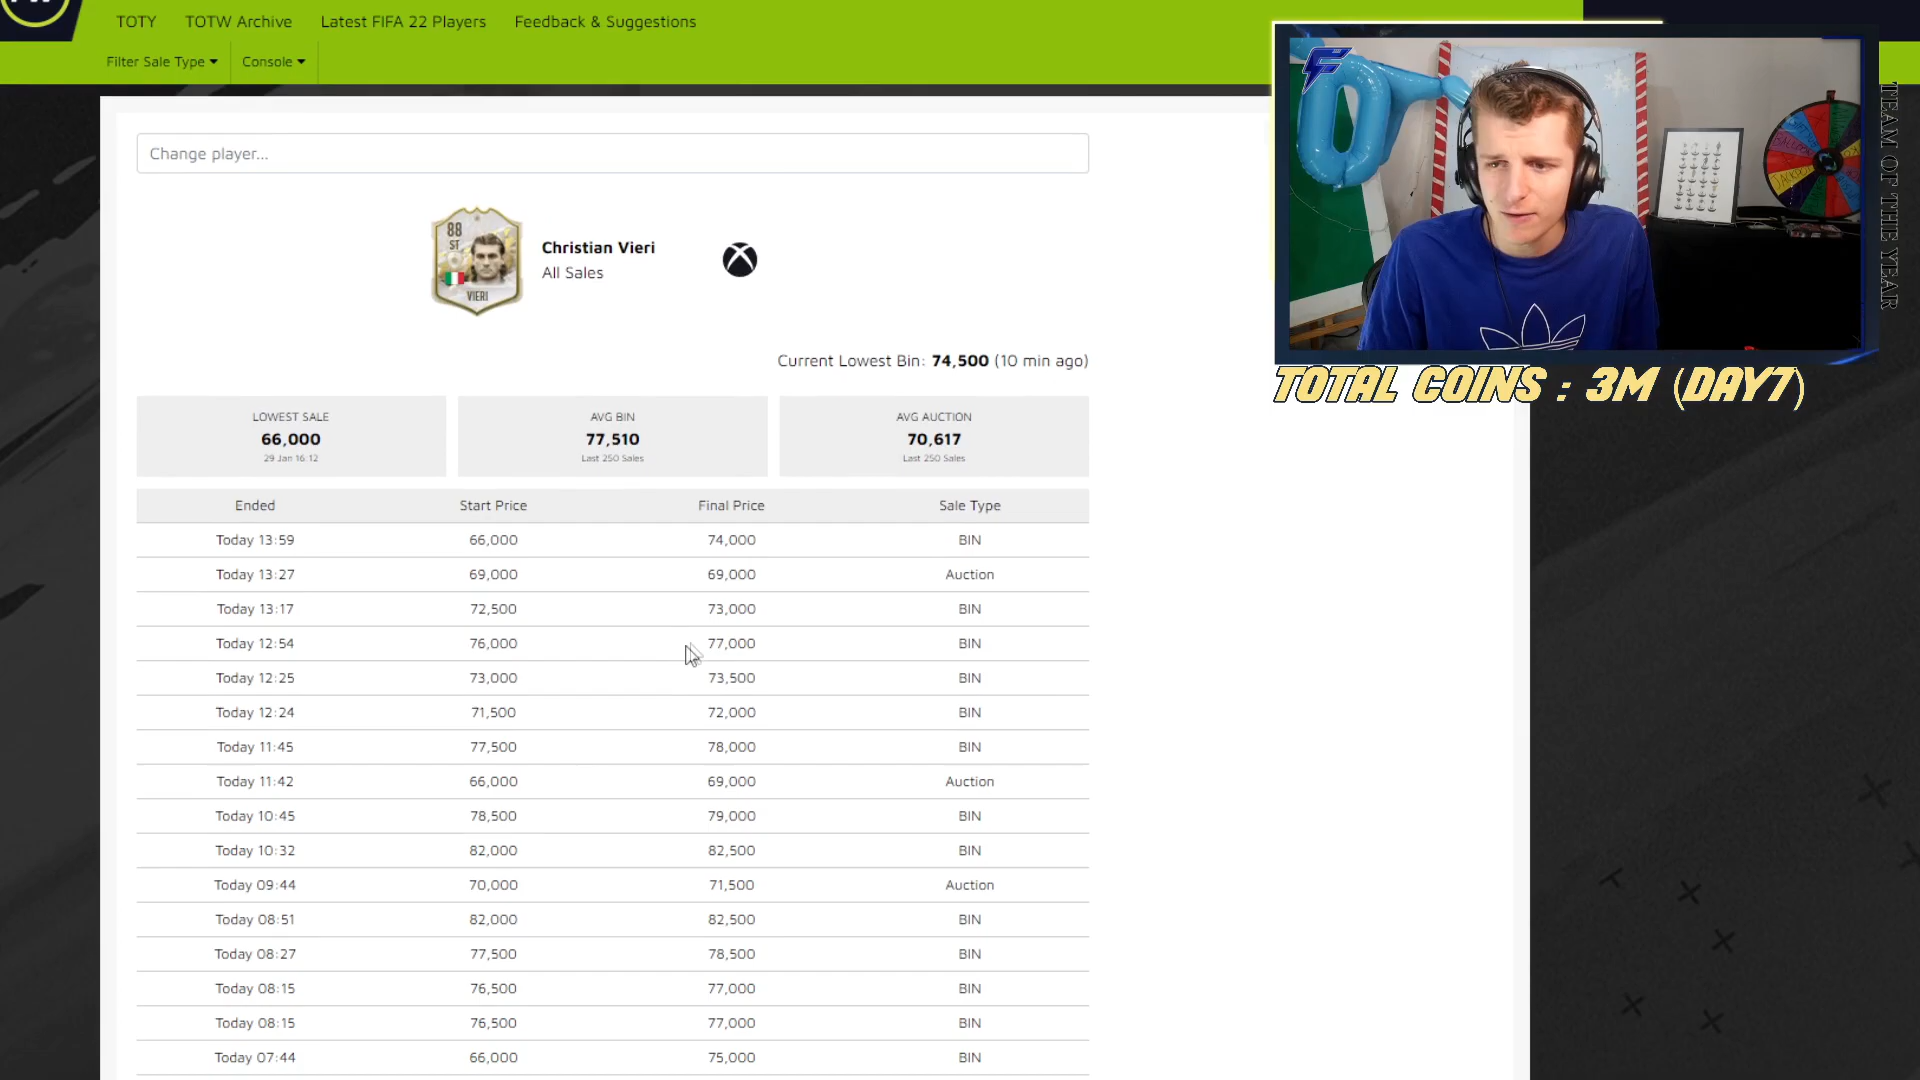 TOTY TOTW Archive Latest FIFA 22 Players Feedback & Suggestions
Filter Sale Type Console
Change player...
88
ST
VIERI
Christian Vieri
All Sales
Current Lowest Bin: 74,500 (10 min ago)
LOWEST SALE
66,000
29 Jan 16:12
AVG BIN
77,510
Last 250 Sales
AVG AUCTION
70,617
Last 250 Sales
Ended Start Price Final Price Sale Type
Today 13:59 66,000 74,000 BIN
Today 13:27 69,000 69,000 Auction
Today 13:17 72,500 73,000 BIN
Today 12:54 76,000 77,000 BIN
Today 12:25 73,000 73,500 BIN
Today 12:24 71,500 72,000 BIN
Today 11:45 77,500 78,000 BIN
Today 11:42 66,000 69,000 Auction
Today 10:45 78,500 79,000 BIN
Today 10:32 82,000 82,500 BIN
Today 09:44 70,000 71,500 Auction
Today 08:51 82,000 82,500 BIN
Today 08:27 77,500 78,500 BIN
Today 08:15 76,500 77,000 BIN
Today 08:15 76,500 77,000 BIN
Today 07:44 66,000 75,000 BIN
TEAM OF THE YEAR
TOTAL COINS : 3M (DAY7)